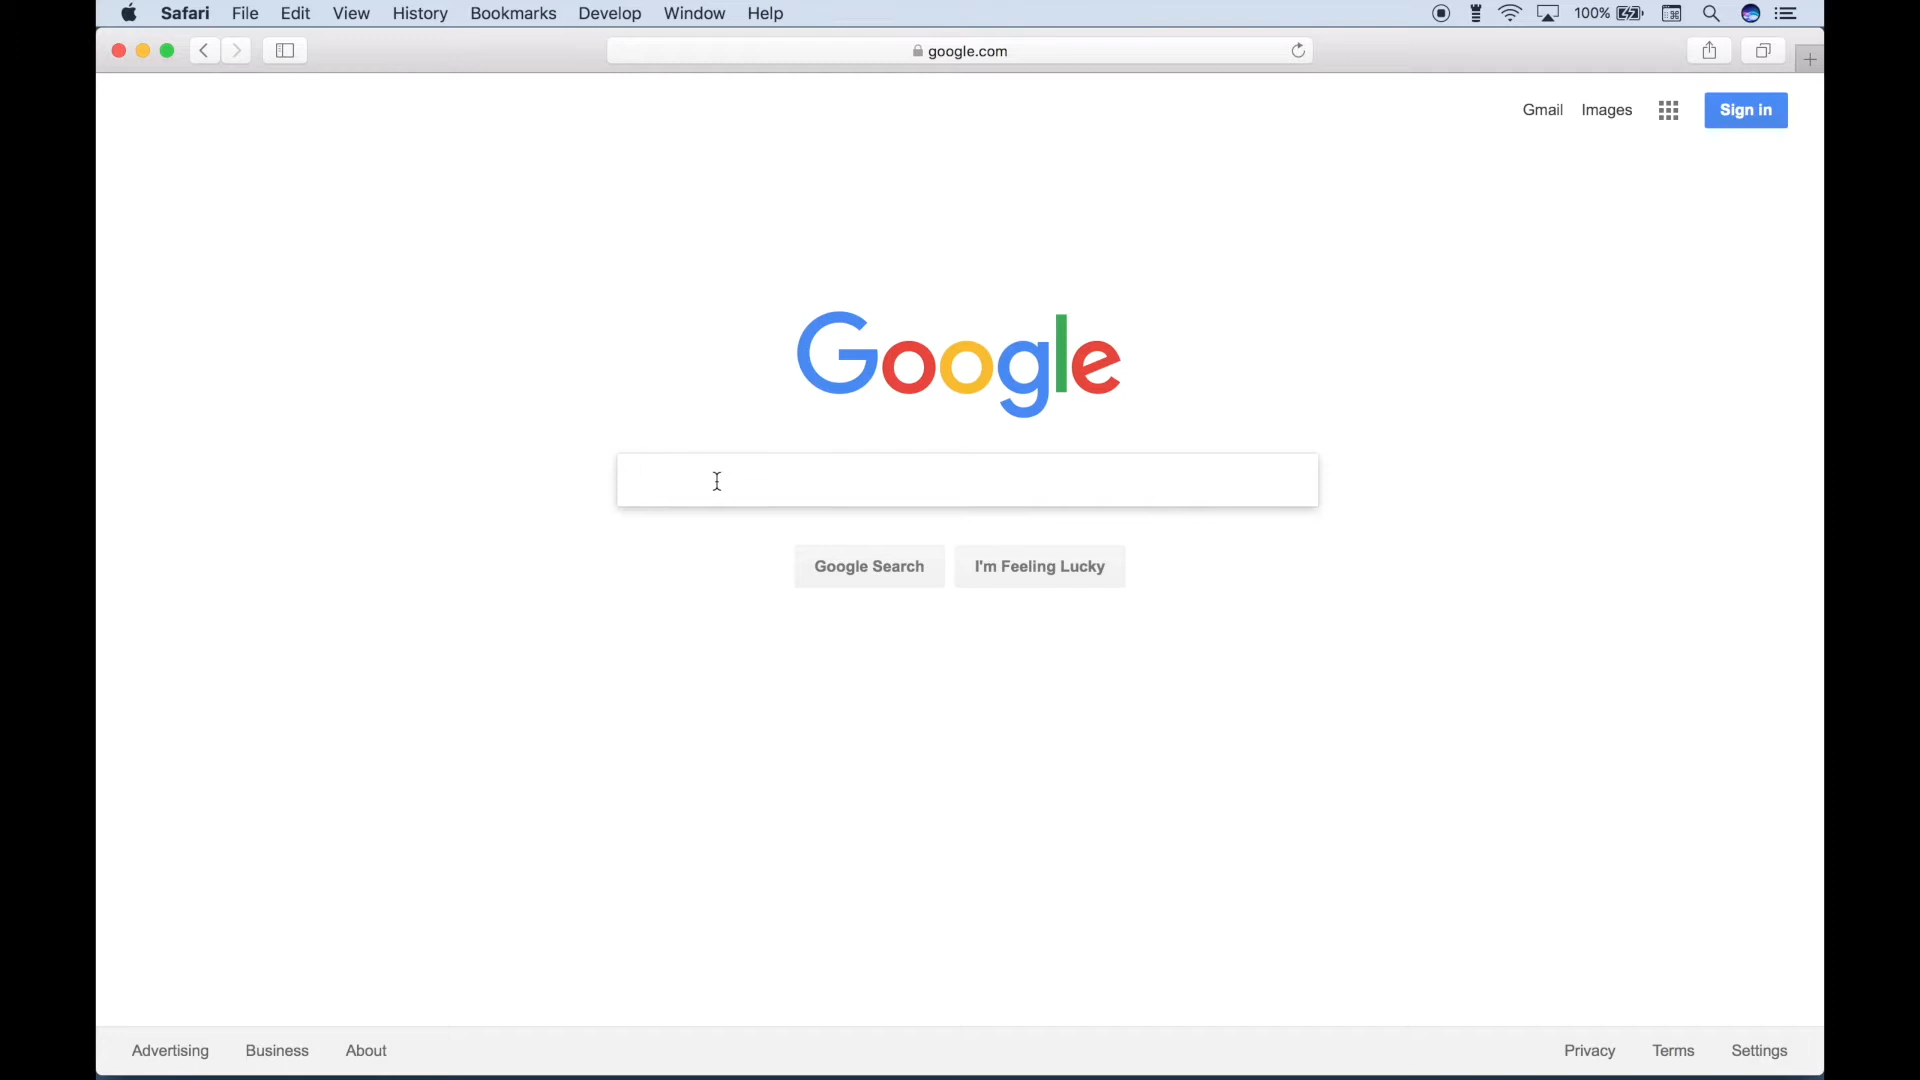 Safari File Edit View History Bookmarks Develop Window Help 100%
google.com
Gmail Images Sign in
Google
Google Search I'm Feeling Lucky
Advertising Business About Privacy Terms Settings